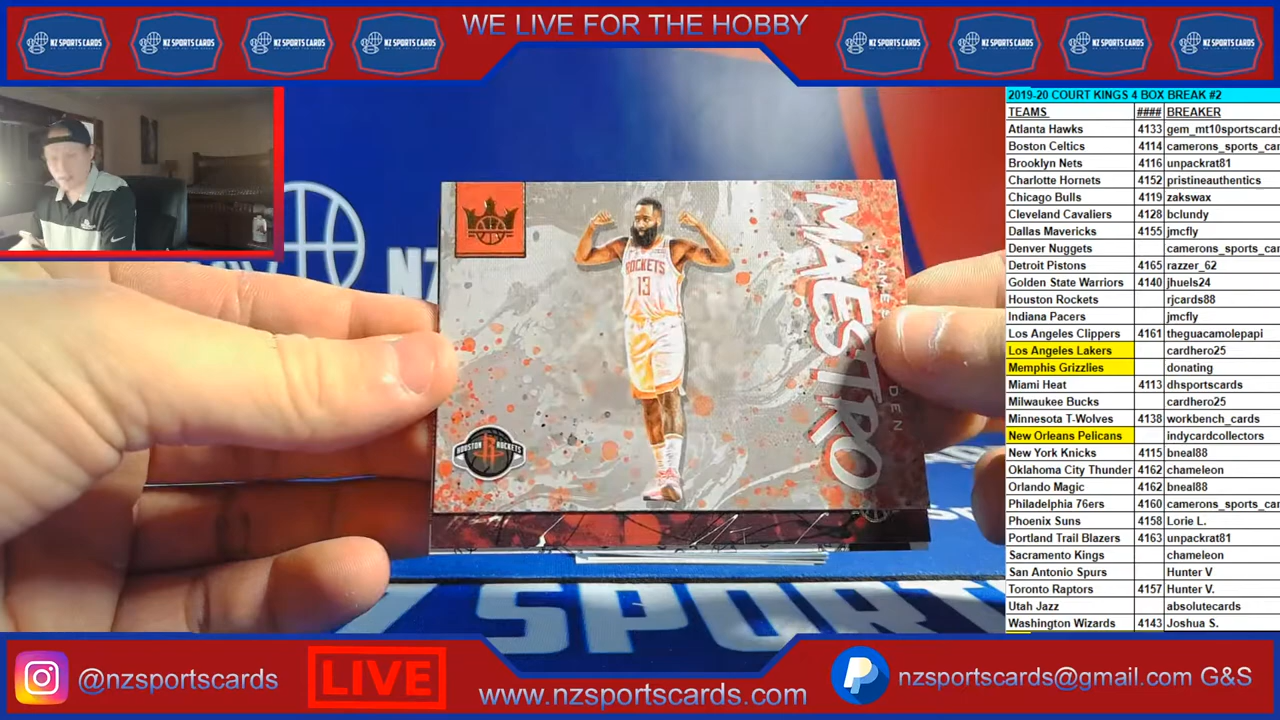 WE LIVE FOR THE HOBBY
NZ SPORTS CARDS
NZ SPORTS CARDS
NZ SPORTS CARDS
NZ SPORTS CARDS
NZ SPORTS CARDS
NZ SPORTS CARDS
NZ SPORTS CARDS
NZ SPORTS CARDS
2019-20 COURT KINGS 4 BOX BREAK #2
TEAMS #### BREAKER
Atlanta Hawks 4133 gem_mt10sportscards
Boston Celtics 4114 camerons_sports_car
Brooklyn Nets 4116 unpackrat81
Charlotte Hornets 4152 pristineauthentics
Chicago Bulls 4119 zakswax
Cleveland Cavaliers 4128 bclundy
Dallas Mavericks 4155 jmcfly
Denver Nuggets camerons_sports_car
Detroit Pistons 4165 razzer_62
Golden State Warriors 4140 jhuels24
Houston Rockets rjcards88
Indiana Pacers jmcfly
Los Angeles Clippers 4161 theguacamolepapi
Los Angeles Lakers cardhero25
Memphis Grizzlies donating
Miami Heat 4113 dhsportscards
Milwaukee Bucks cardhero25
Minnesota T-Wolves 4138 workbench_cards
New Orleans Pelicans indycardcollectors
New York Knicks 4115 bneal88
Oklahoma City Thunder 4162 chameleon
Orlando Magic 4162 bneal88
Philadelphia 76ers 4160 camerons_sports_car
Phoenix Suns 4158 Lorie L.
Portland Trail Blazers 4163 unpackrat81
Sacramento Kings chameleon
San Antonio Spurs Hunter V
Toronto Raptors 4157 Hunter V.
Utah Jazz absolutecards
Washington Wizards 4143 Joshua S.
MAESTRO
JAMES
DEN
ROCKETS
13
HOUSTON ROCKETS
NZ
SPORT
@nzsportscards
LIVE
www.nzsportscards.com
nzsportscards@gmail.com G&S